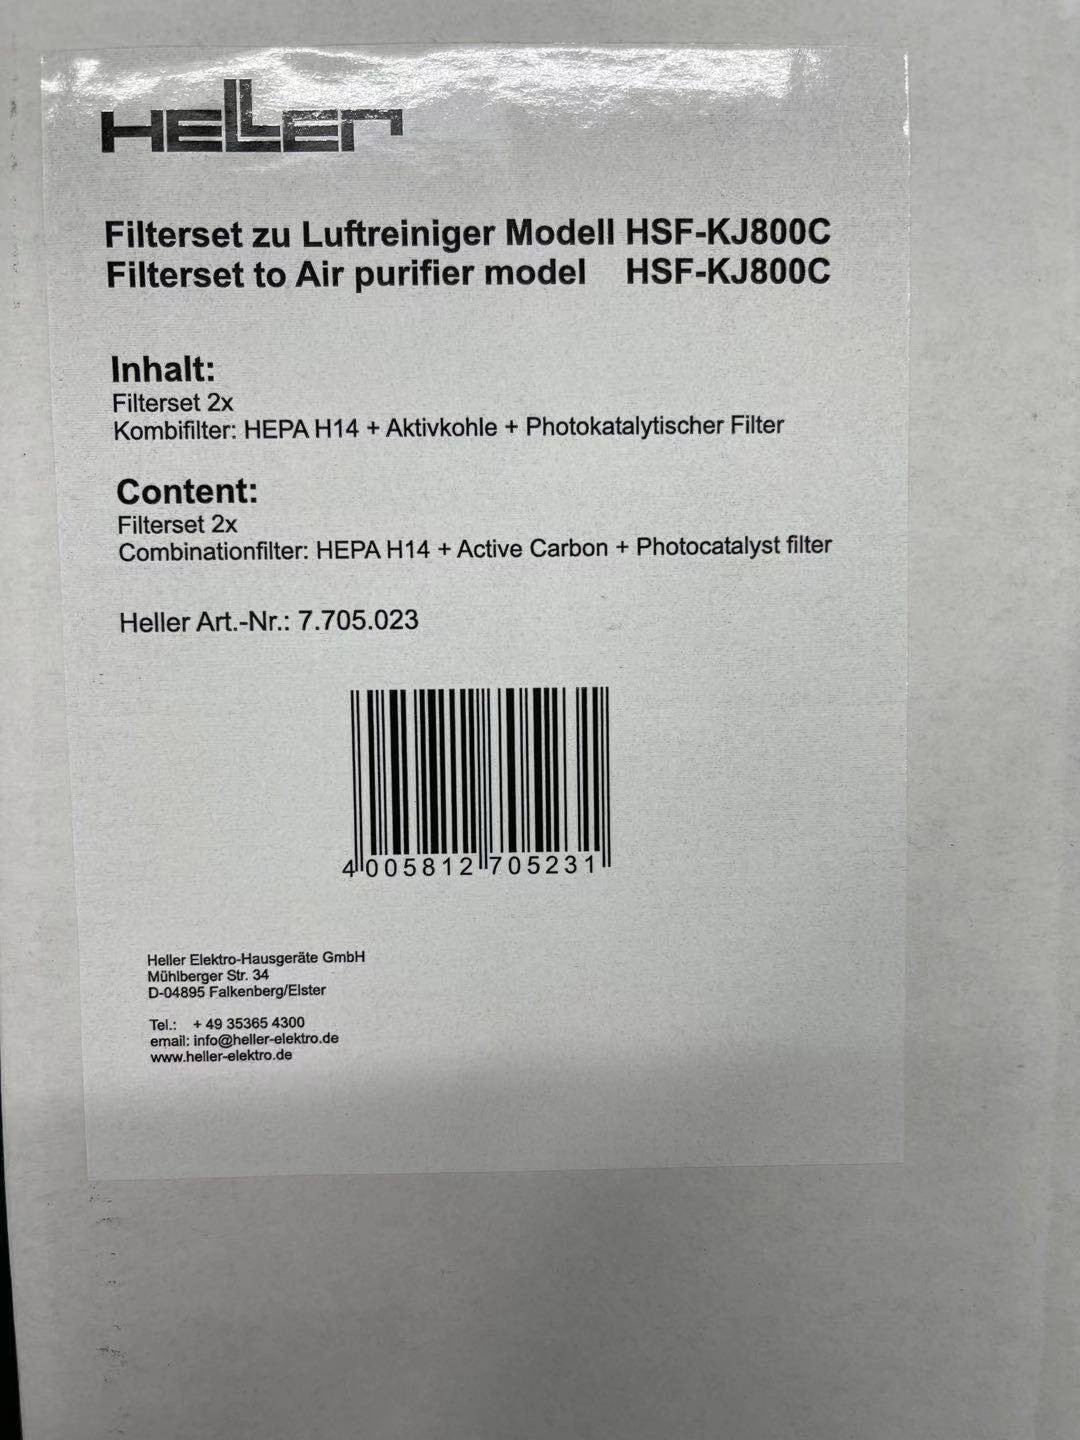 HELLER
Filterset zu Luftreiniger Modell HSF-KJ800C
Filterset to Air purifier model HSF-KJ800C
Inhalt:
Filterset 2x
Kombifilter: HEPA H14 + Aktivkohle + Photokatalytischer Filter
Content:
Filterset 2x
Combinationfilter: HEPA H14 + Active Carbon + Photocatalyst filter
Heller Art.-Nr.: 7.705.023
4 005812 705231
Heller Elektro-Hausgeräte GmbH
Mühlberger Str. 34
D-04895 Falkenberg/Elster
Tel.: + 49 35365 4300
email: info@heller-elektro.de
www.heller-elektro.de